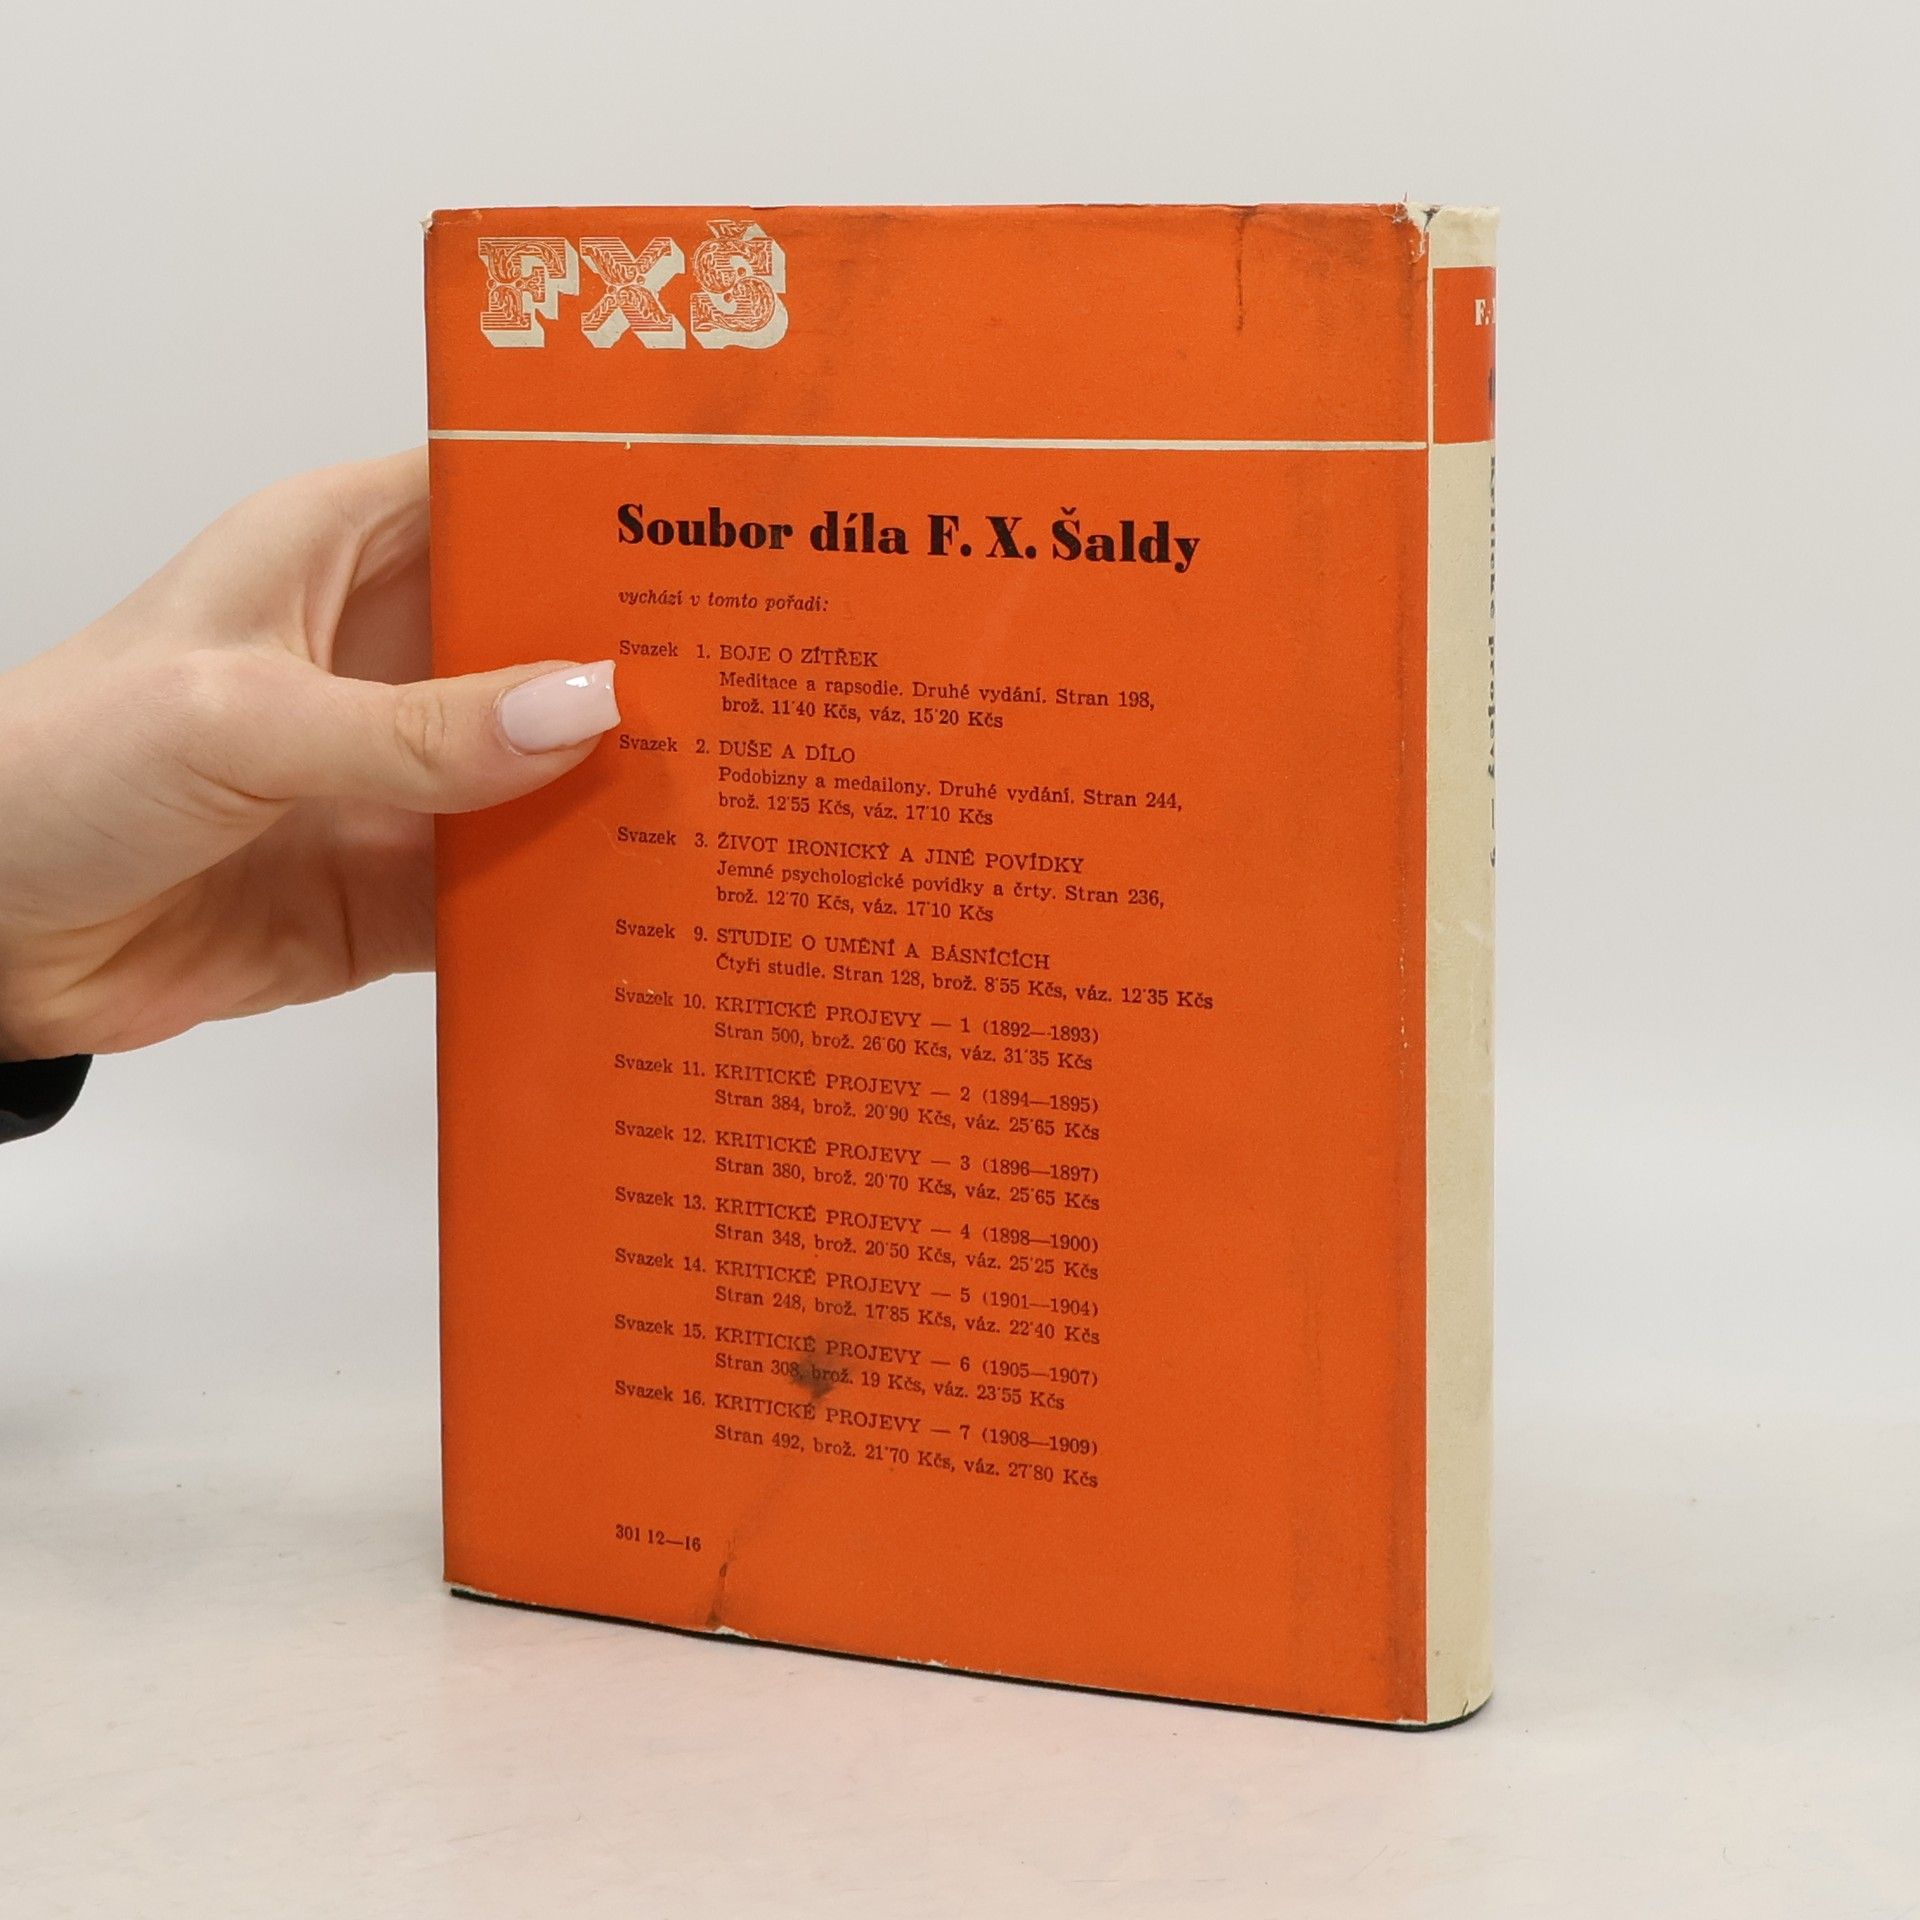 FXŠ
Soubor díla F. X. Šaldy
vychází v tomto pořadí:
Svazek 1. BOJE O ZÍTŘEK
Meditace a rapsodie. Druhé vydání. Stran 198,
brož. 11˙40 Kčs, váz. 15˙20 Kčs
Svazek 2. DUŠE A DÍLO
Podobizny a medailony. Druhé vydání. Stran 244,
brož. 12˙55 Kčs, váz. 17˙10 Kčs
Svazek 3. ŽIVOT IRONICKÝ A JINÉ POVÍDKY
Jemné psychologické povídky a črty. Stran 236,
brož. 12˙70 Kčs, váz. 17˙10 Kčs
Svazek 9. STUDIE O UMĚNÍ A BÁSNÍCÍCH
Čtyři studie. Stran 128, brož. 8˙55 Kčs, váz. 12˙35 Kčs
Svazek 10. KRITICKÉ PROJEVY — 1 (1892—1893)
Stran 500, brož. 26˙60 Kčs, váz. 31˙35 Kčs
Svazek 11. KRITICKÉ PROJEVY — 2 (1894—1895)
Stran 384, brož. 20˙90 Kčs, váz. 25˙65 Kčs
Svazek 12. KRITICKÉ PROJEVY — 3 (1896—1897)
Stran 380, brož. 20˙70 Kčs, váz. 25˙65 Kčs
Svazek 13. KRITICKÉ PROJEVY — 4 (1898—1900)
Stran 348, brož. 20˙50 Kčs, váz. 25˙25 Kčs
Svazek 14. KRITICKÉ PROJEVY — 5 (1901—1904)
Stran 248, brož. 17˙85 Kčs, váz. 22˙40 Kčs
Svazek 15. KRITICKÉ PROJEVY — 6 (1905—1907)
Stran 308, brož. 19 Kčs, váz. 23˙55 Kčs
Svazek 16. KRITICKÉ PROJEVY — 7 (1908—1909)
Stran 492, brož. 21˙70 Kčs, váz. 27˙80 Kčs
301 12—16
F.